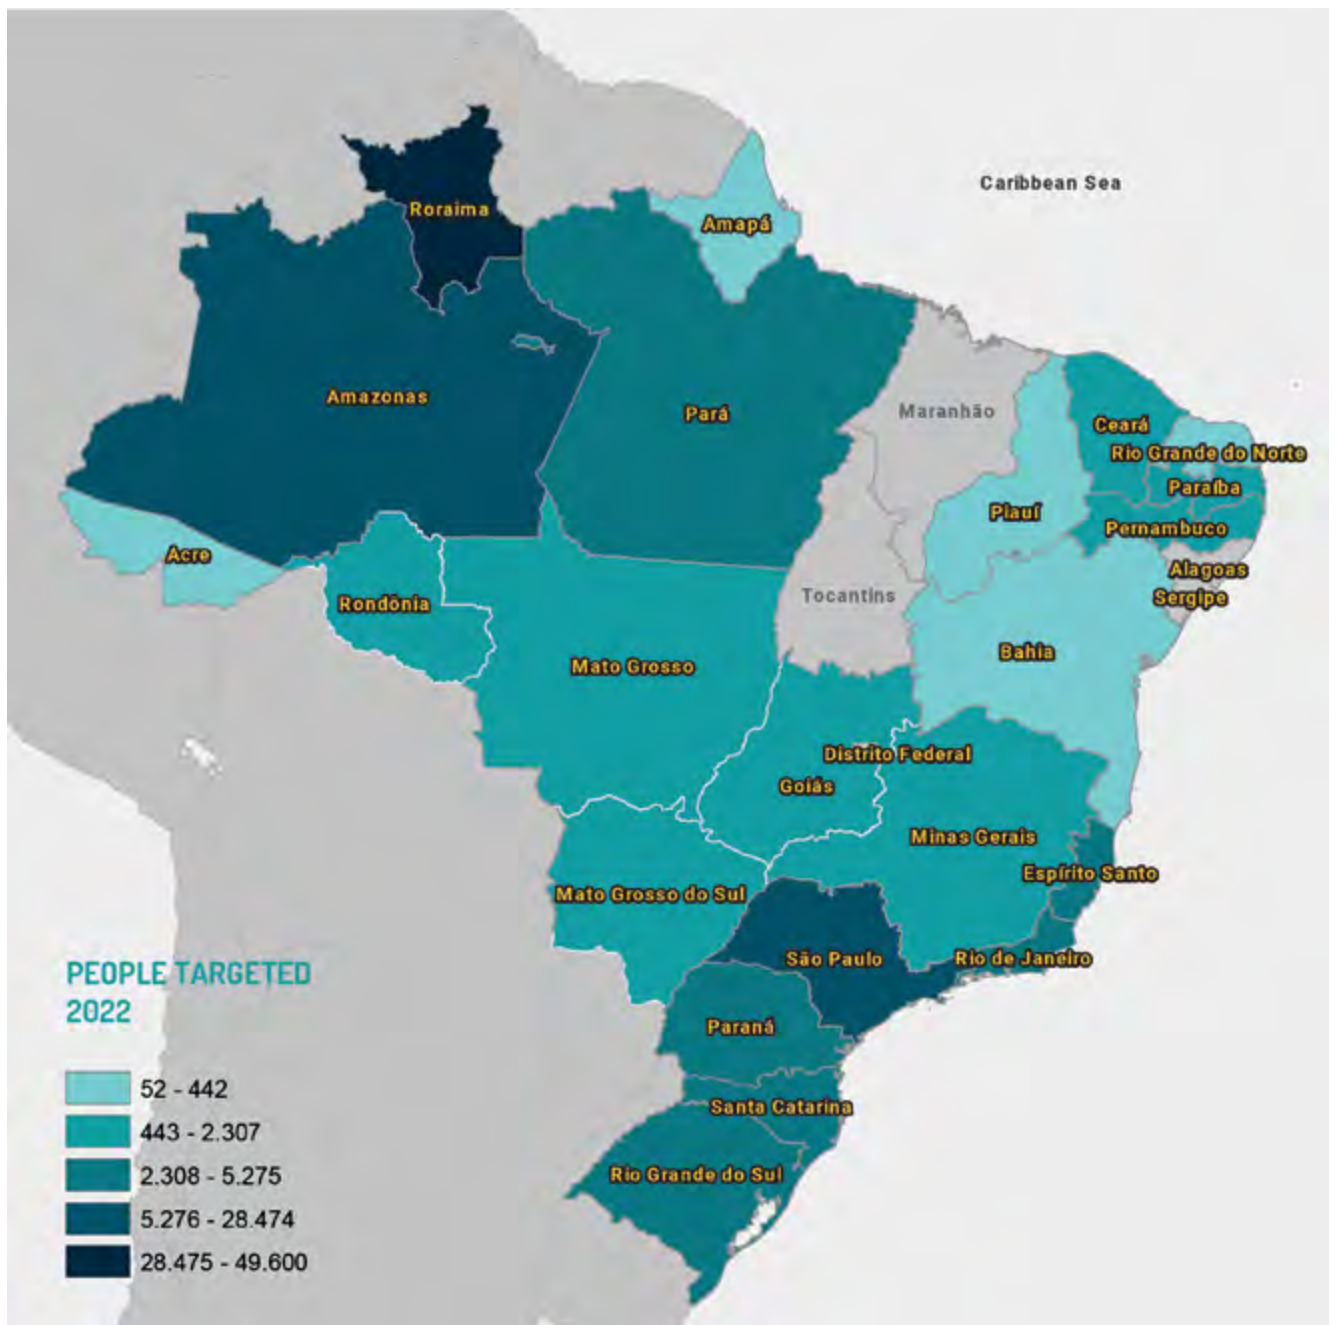 Caribbean Sea
Roraima
Amapá
Amazonas
Pará
Maranhão
Ceará
Rio Grande do Norte
Paraíba
Piauí
Pernambuco
Acre
Alagoas
Tocantins
Sergipe
Rondônia
Bahia
Mato Grosso
Distrito Federal
Goiás
Minas Gerais
Espírito Santo
Mato Grosso do Sul
São Paulo
Rio de Janeiro
Paraná
Santa Catarina
Rio Grande do Sul
PEOPLE TARGETED
2022
52 - 442
443 - 2.307
2.308 - 5.275
5.276 - 28.474
28.475 - 49.600